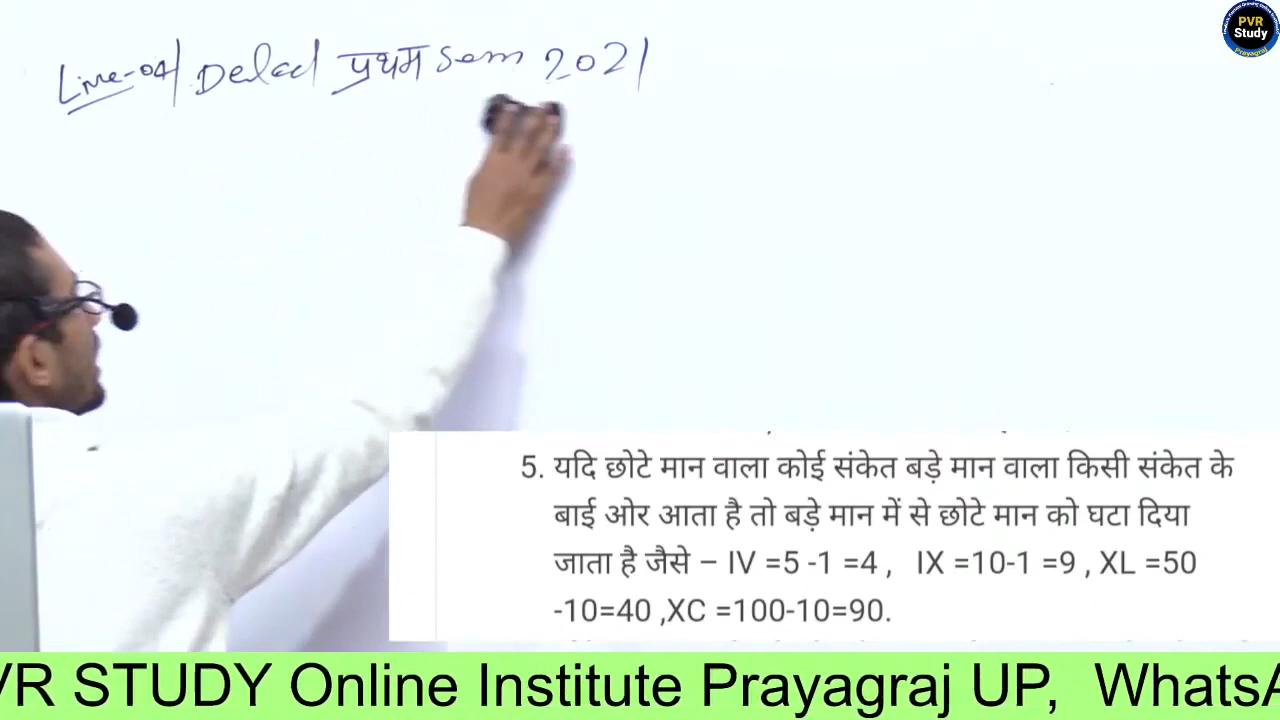 Live-04/ Deled प्रथम Sem 2021/
PVR
Study
Prayagraj
5. यदि छोटे मान वाला कोई संकेत बड़े मान वाला किसी संकेत के
बाई ओर आता है तो बड़े मान में से छोटे मान को घटा दिया
जाता है जैसे – IV =5 -1 =4 , IX =10-1 =9 , XL =50
-10=40 ,XC =100-10=90.
VR STUDY Online Institute Prayagraj UP, WhatsA